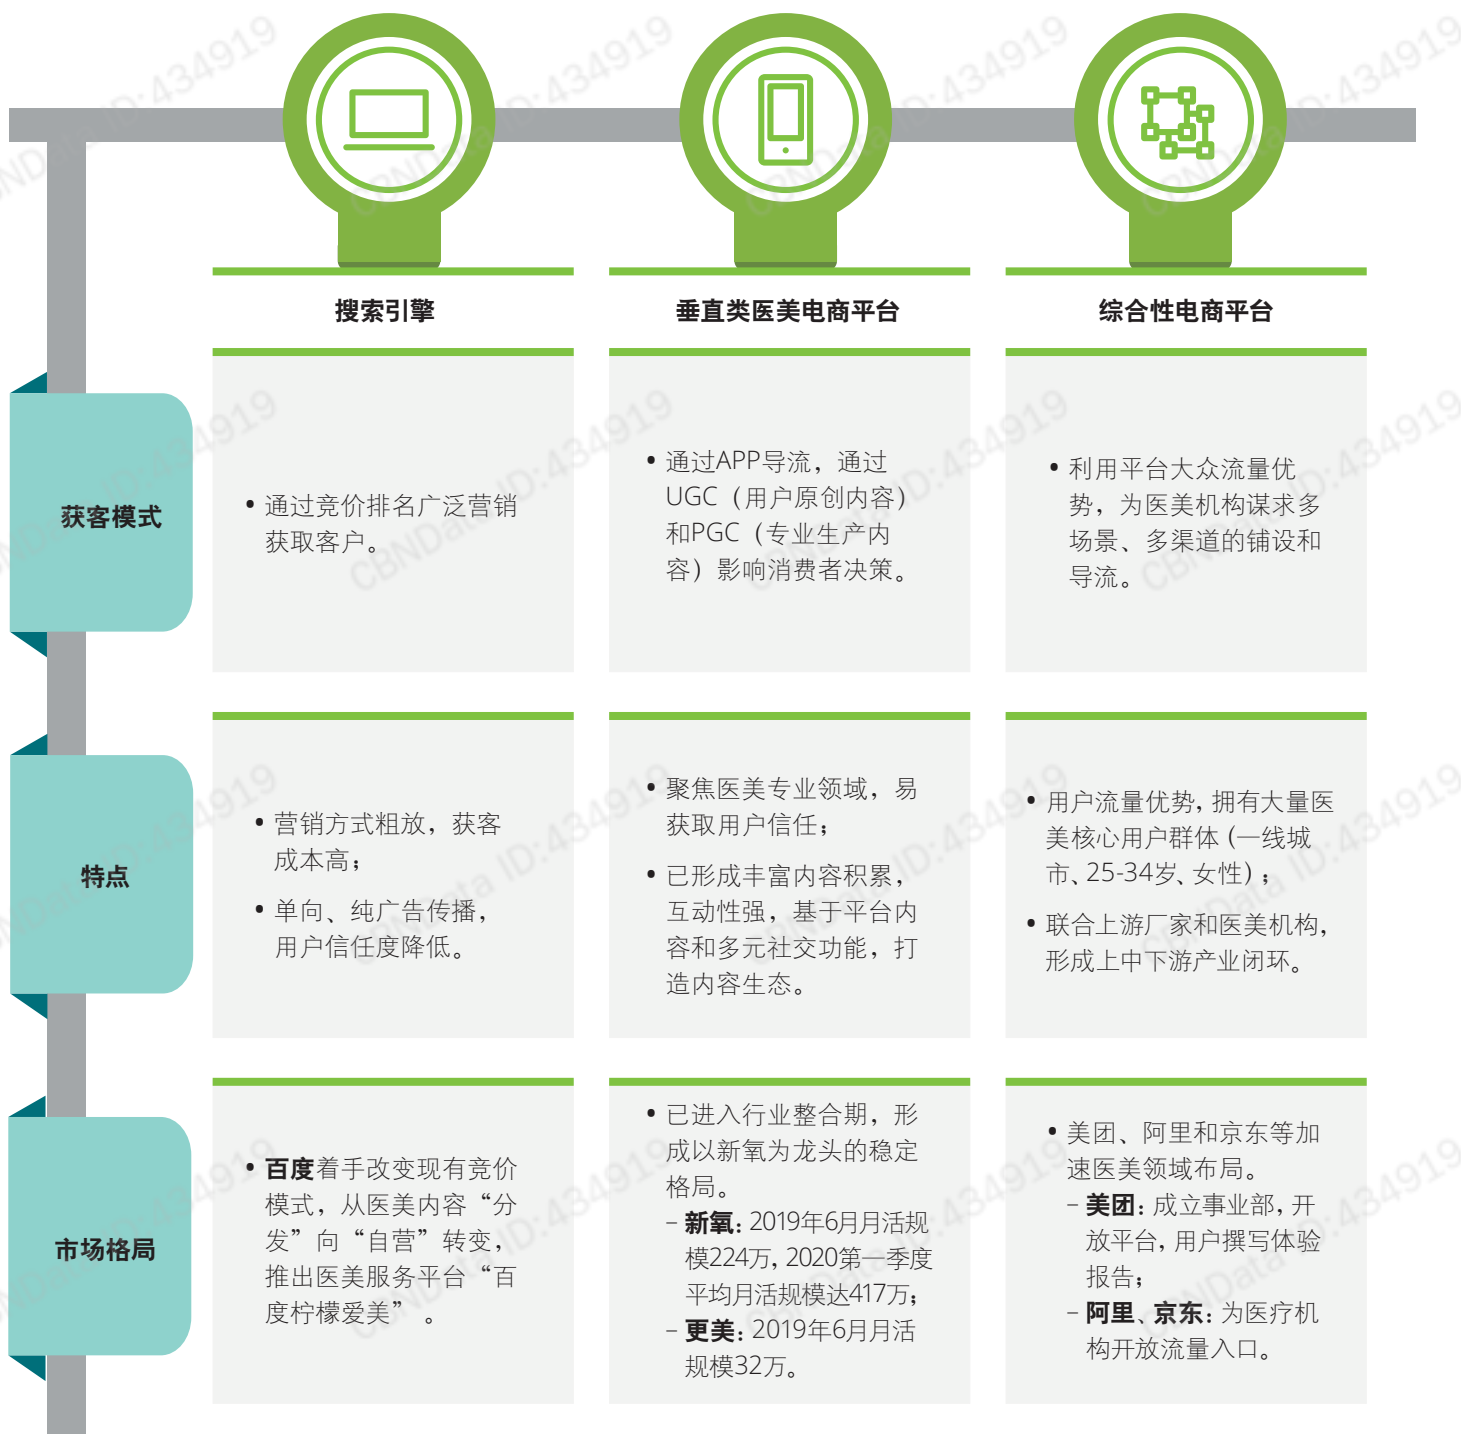 搜索引擎
垂直类医美电商平台
综合性电商平台
获客模式
• 通过竞价排名广泛营销
获取客户。
• 通过APP导流，通过
UGC（用户原创内容）
和PGC（专业生产内
容）影响消费者决策。
• 利用平台大众流量优
势，为医美机构谋求多
场景、多渠道的铺设和
导流。
特点
• 营销方式粗放，获客
成本高；
• 单向、纯广告传播，
用户信任度降低。
• 聚焦医美专业领域，易
获取用户信任；
• 已形成丰富内容积累，
互动性强，基于平台内
容和多元社交功能，打
造内容生态。
• 用户流量优势，拥有大量医
美核心用户群体（一线城
市、25-34岁、女性）；
• 联合上游厂家和医美机构，
形成上中下游产业闭环。
市场格局
• 百度着手改变现有竞价
模式，从医美内容“分
发”向“自营”转变，
推出医美服务平台“百
度柠檬爱美”。
• 已进入行业整合期，形
成以新氧为龙头的稳定
格局。
– 新氧：2019年6月月活规
模224万，2020第一季度
平均月活规模达417万；
– 更美：2019年6月月活
规模32万。
• 美团、阿里和京东等加
速医美领域布局。
– 美团：成立事业部，开
放平台，用户撰写体验
报告；
– 阿里、京东：为医疗机
构开放流量入口。
CBNData ID:434919